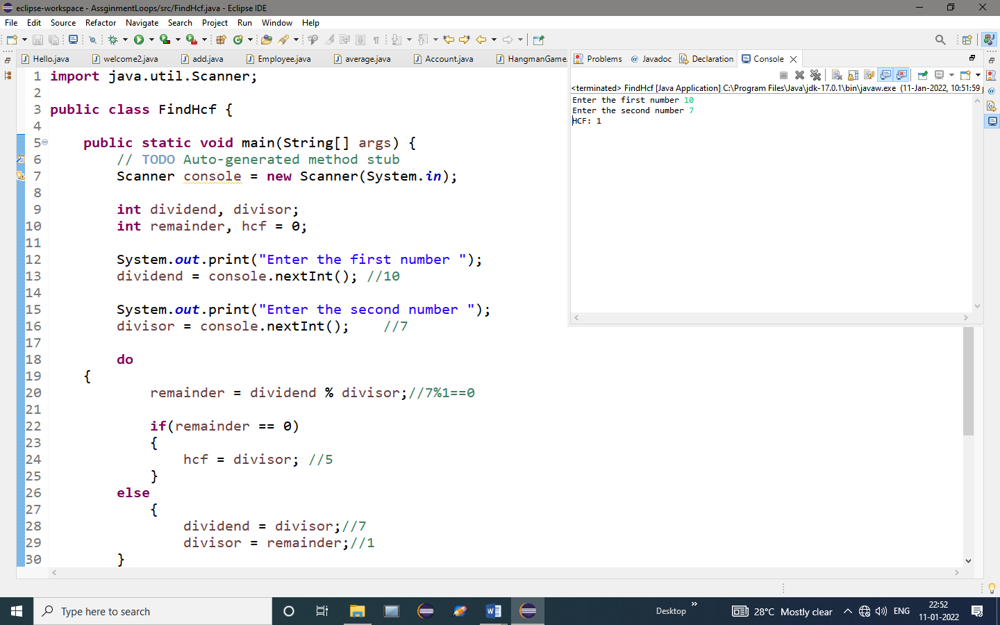 eclipse-workspace - AssginmentLoops/src/FindHcf.java - Eclipse IDE
File Edit Source Refactor Navigate Search Project Run Window Help
Hello.java welcome2.java add.java Employee.java average.java Account.java HangmanGame.
Problems @ Javadoc Declaration Console
<terminated> FindHcf [Java Application] C:\Program Files\Java\jdk-17.0.1\bin\javaw.exe (11-Jan-2022, 10:51:59
Enter the first number 10
Enter the second number 7
HCF: 1
1 import java.util.Scanner;
2
3 public class FindHcf {
4
5 public static void main(String[] args) {
6 // TODO Auto-generated method stub
7 Scanner console = new Scanner(System.in);
8
9 int dividend, divisor;
10 int remainder, hcf = 0;
11
12 System.out.print("Enter the first number ");
13 dividend = console.nextInt(); //10
14
15 System.out.print("Enter the second number ");
16 divisor = console.nextInt(); //7
17
18 do
19 {
20 remainder = dividend % divisor;//7%1==0
21
22 if(remainder == 0)
23 {
24 hcf = divisor; //5
25 }
26 else
27 {
28 dividend = divisor;//7
29 divisor = remainder;//1
30 }
Type here to search
Desktop
28°C Mostly clear
ENG
22:52
11-01-2022